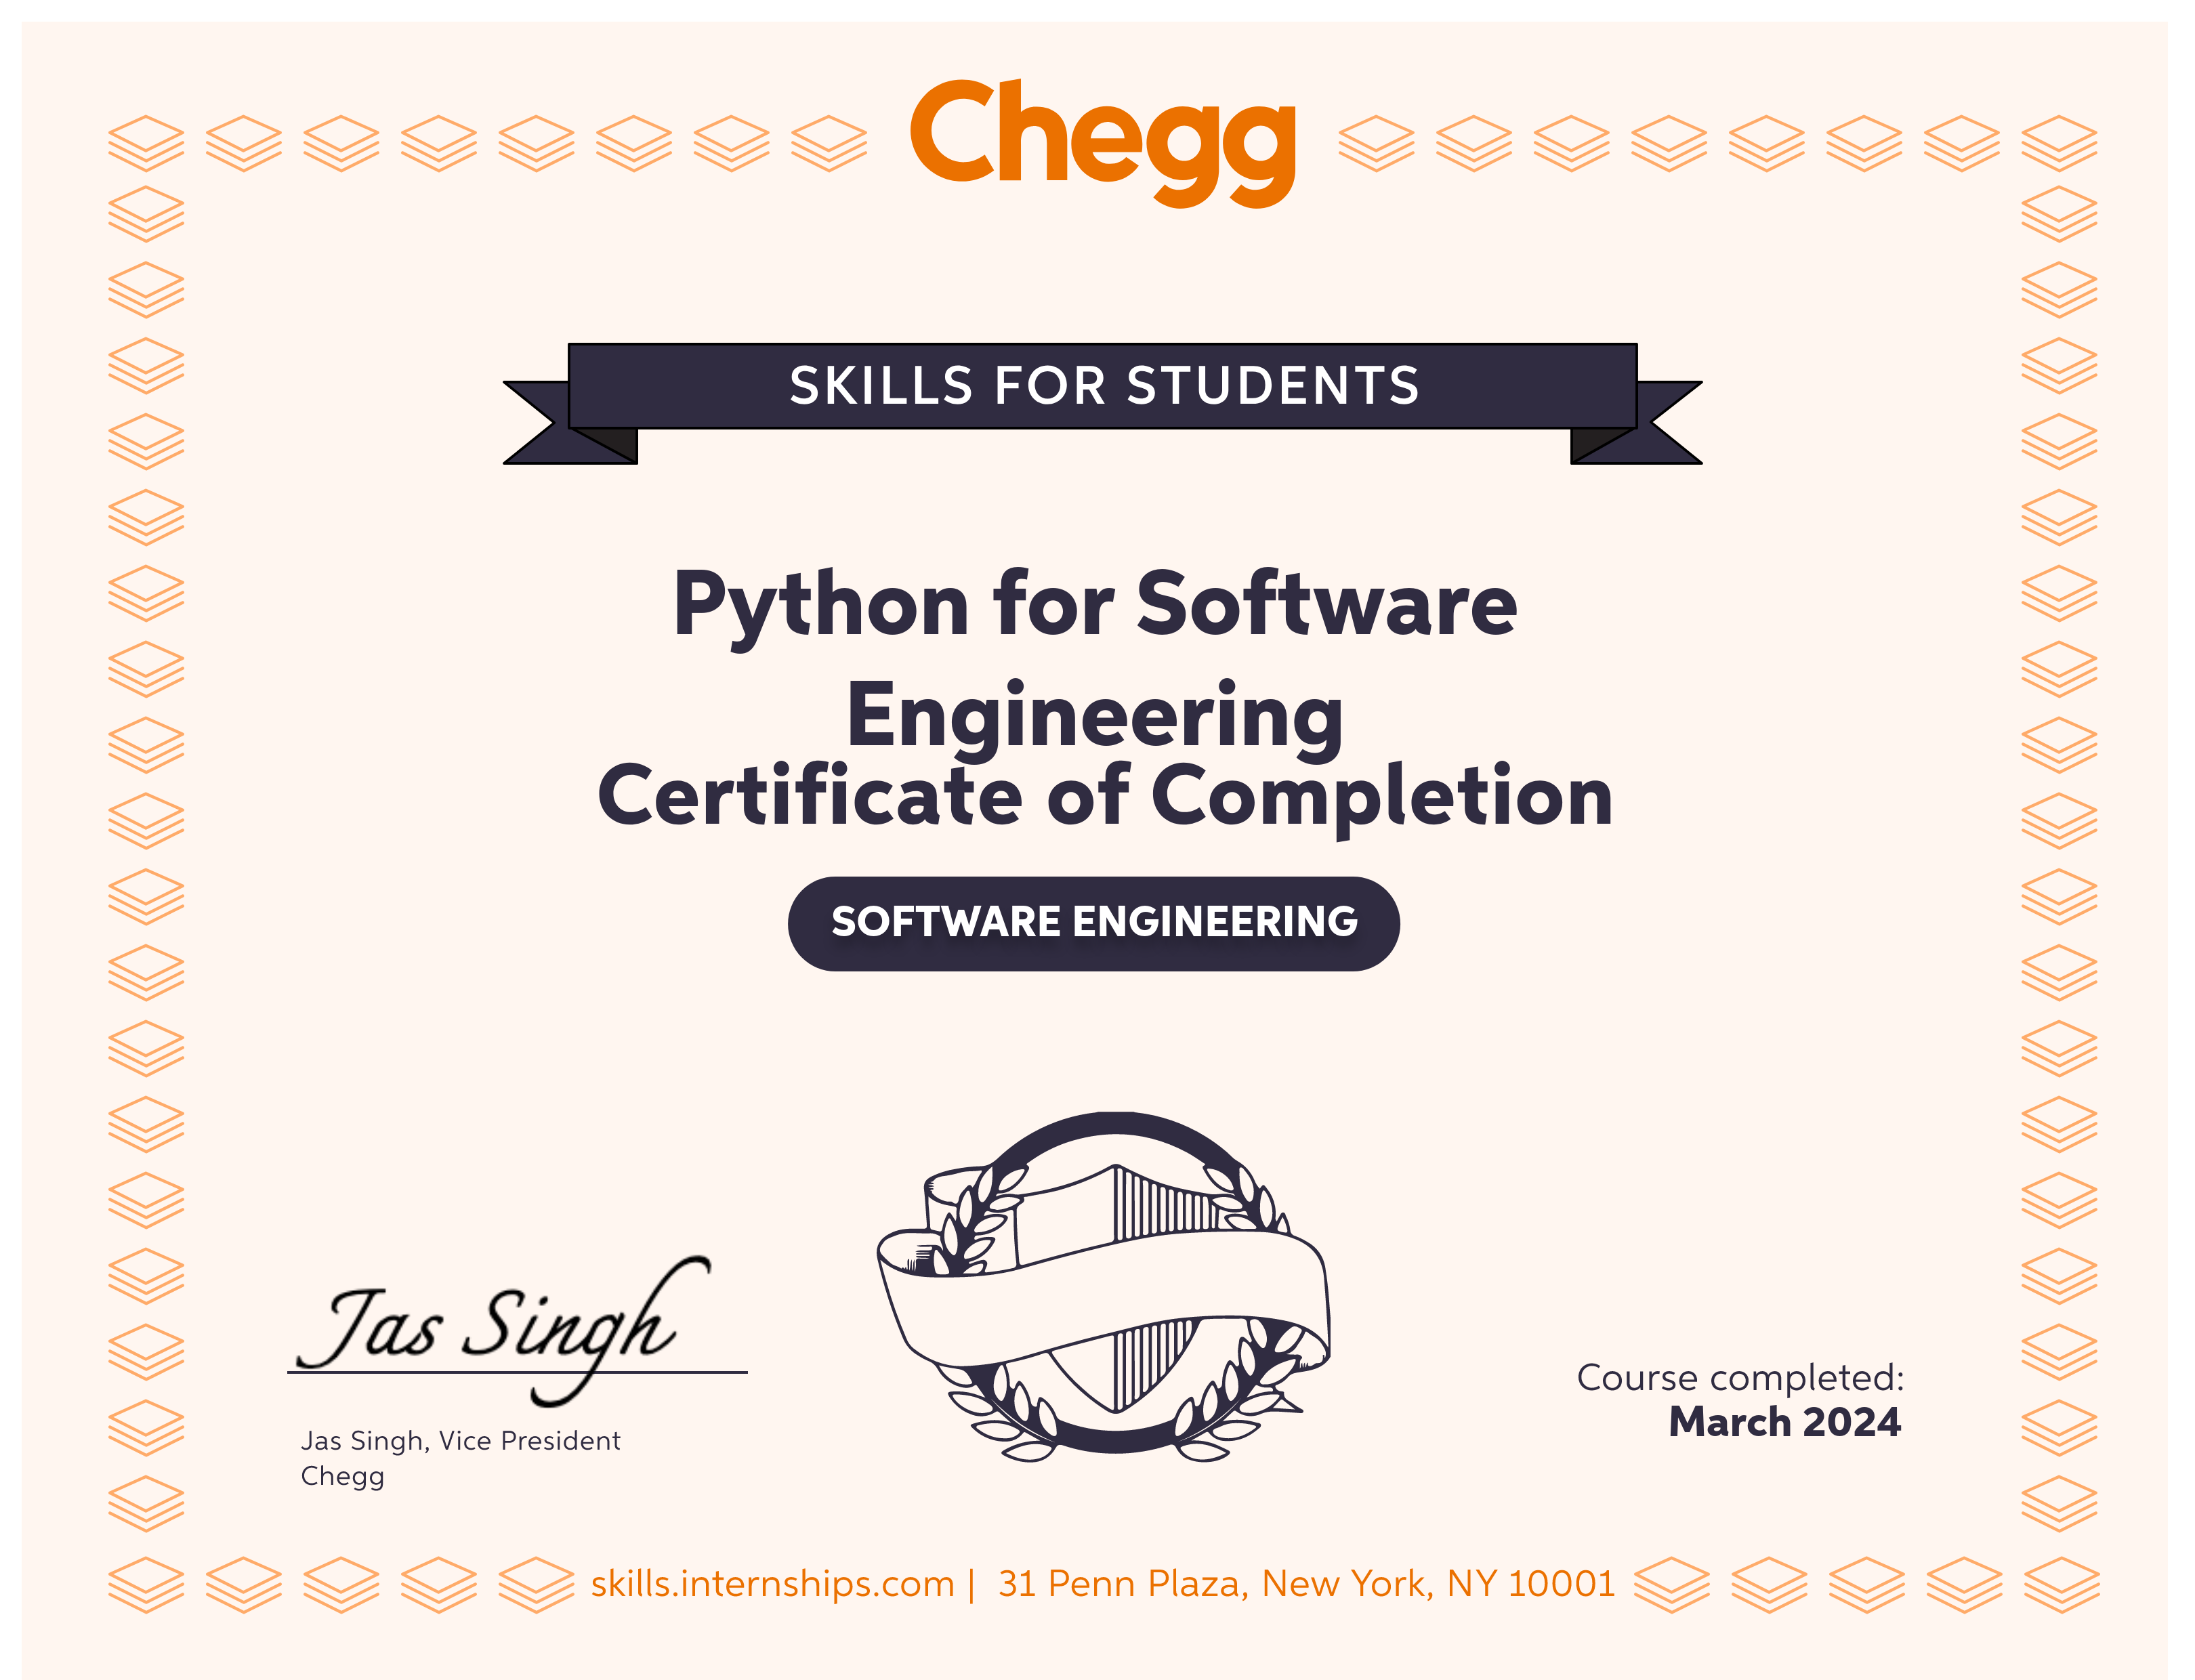 Chegg
SKILLS FOR STUDENTS
Python for Software
Engineering
Certificate of Completion
SOFTWARE ENGINEERING
Jas Singh
Jas Singh, Vice President
Chegg
Course completed:
March 2024
skills.internships.com | 31 Penn Plaza, New York, NY 10001